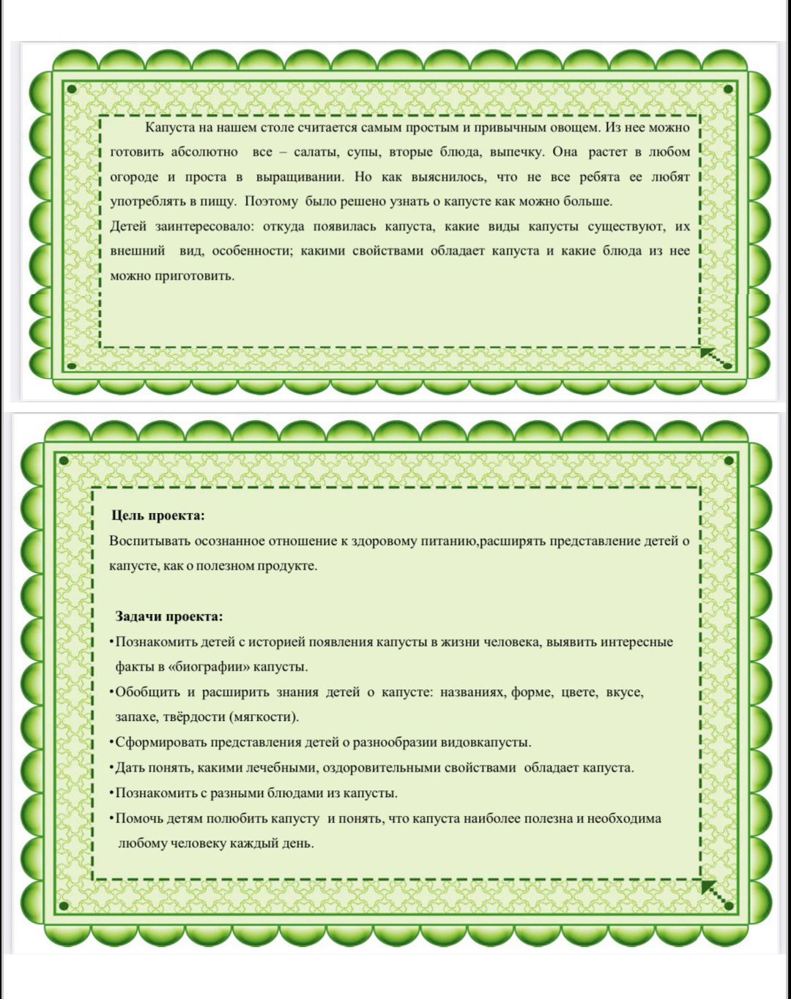 Капуста на нашем столе считается самым простым и привычным овощем. Из нее можно
готовить абсолютно все – салаты, супы, вторые блюда, выпечку. Она растет в любом
огороде и проста в выращивании. Но как выяснилось, что не все ребята ее любят
употреблять в пищу. Поэтому было решено узнать о капусте как можно больше.
Детей заинтересовало: откуда появилась капуста, какие виды капусты существуют, их
внешний вид, особенности; какими свойствами обладает капуста и какие блюда из нее
можно приготовить.
Цель проекта:
Воспитывать осознанное отношение к здоровому питанию,расширять представление детей о
капусте, как о полезном продукте.
Задачи проекта:
•Познакомить детей с историей появления капусты в жизни человека, выявить интересные
факты в «биографии» капусты.
•Обобщить и расширить знания детей о капусте: названиях, форме, цвете, вкусе,
запахе, твёрдости (мягкости).
•Сформировать представления детей о разнообразии видовкапусты.
•Дать понять, какими лечебными, оздоровительными свойствами обладает капуста.
•Познакомить с разными блюдами из капусты.
•Помочь детям полюбить капусту и понять, что капуста наиболее полезна и необходима
любому человеку каждый день.